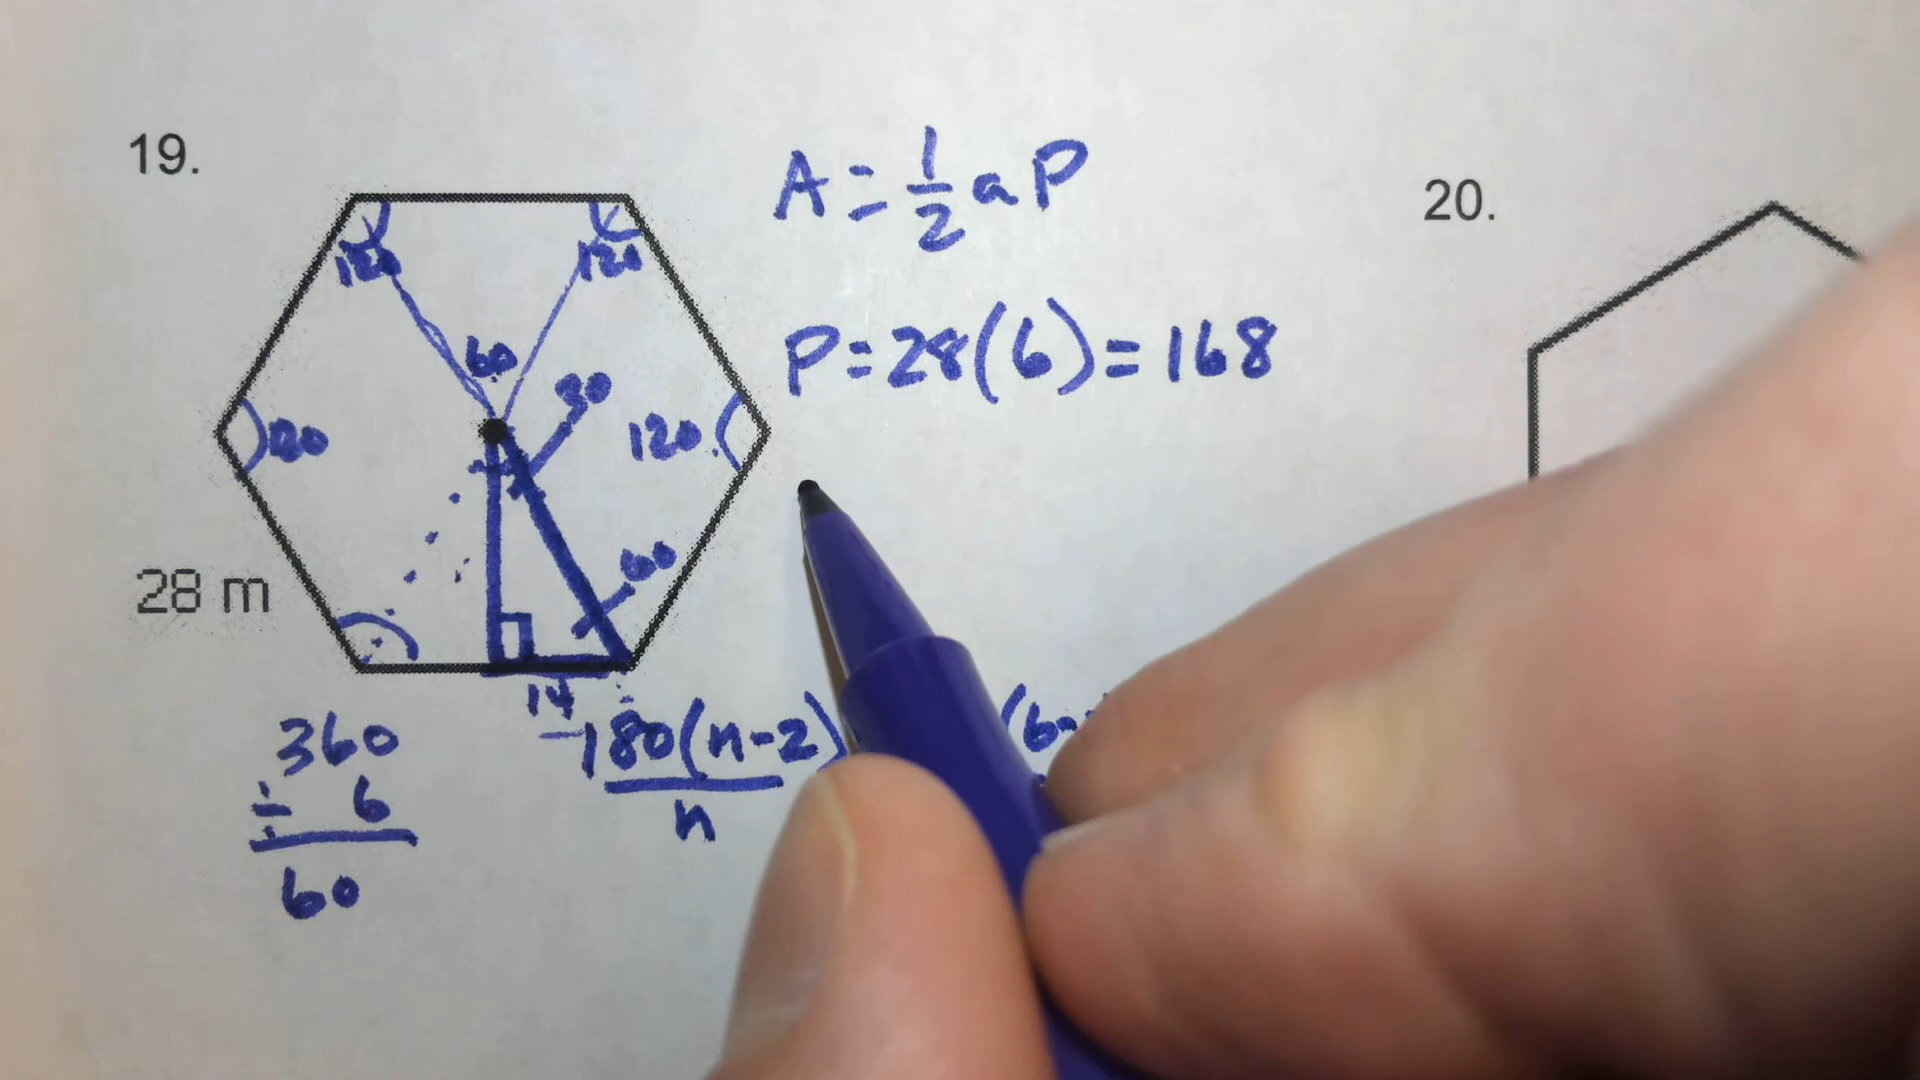 19.
A = 1/2 a P
20.
120 120
60
P = 28(6) = 168
30
120
120
60
28 m
14
360
÷ 6
60
180(n-2)
n
(6-